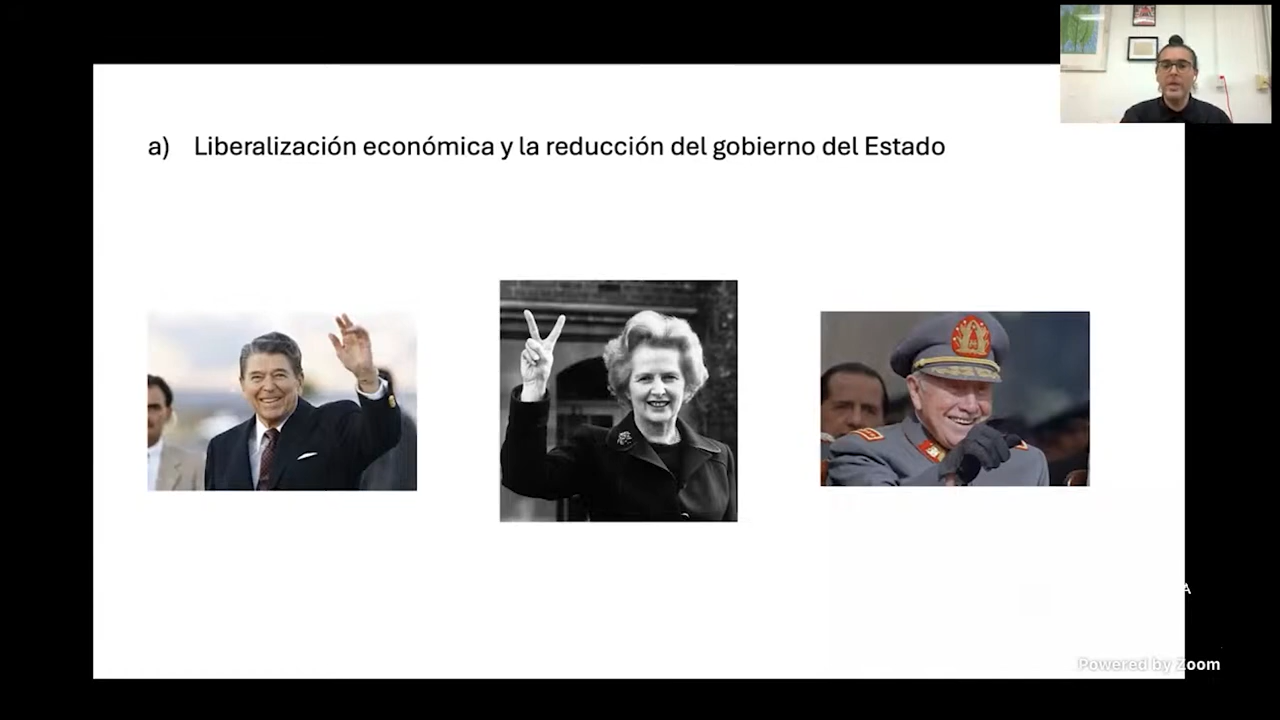 a) Liberalización económica y la reducción del gobierno del Estado
A
Powered by Zoom